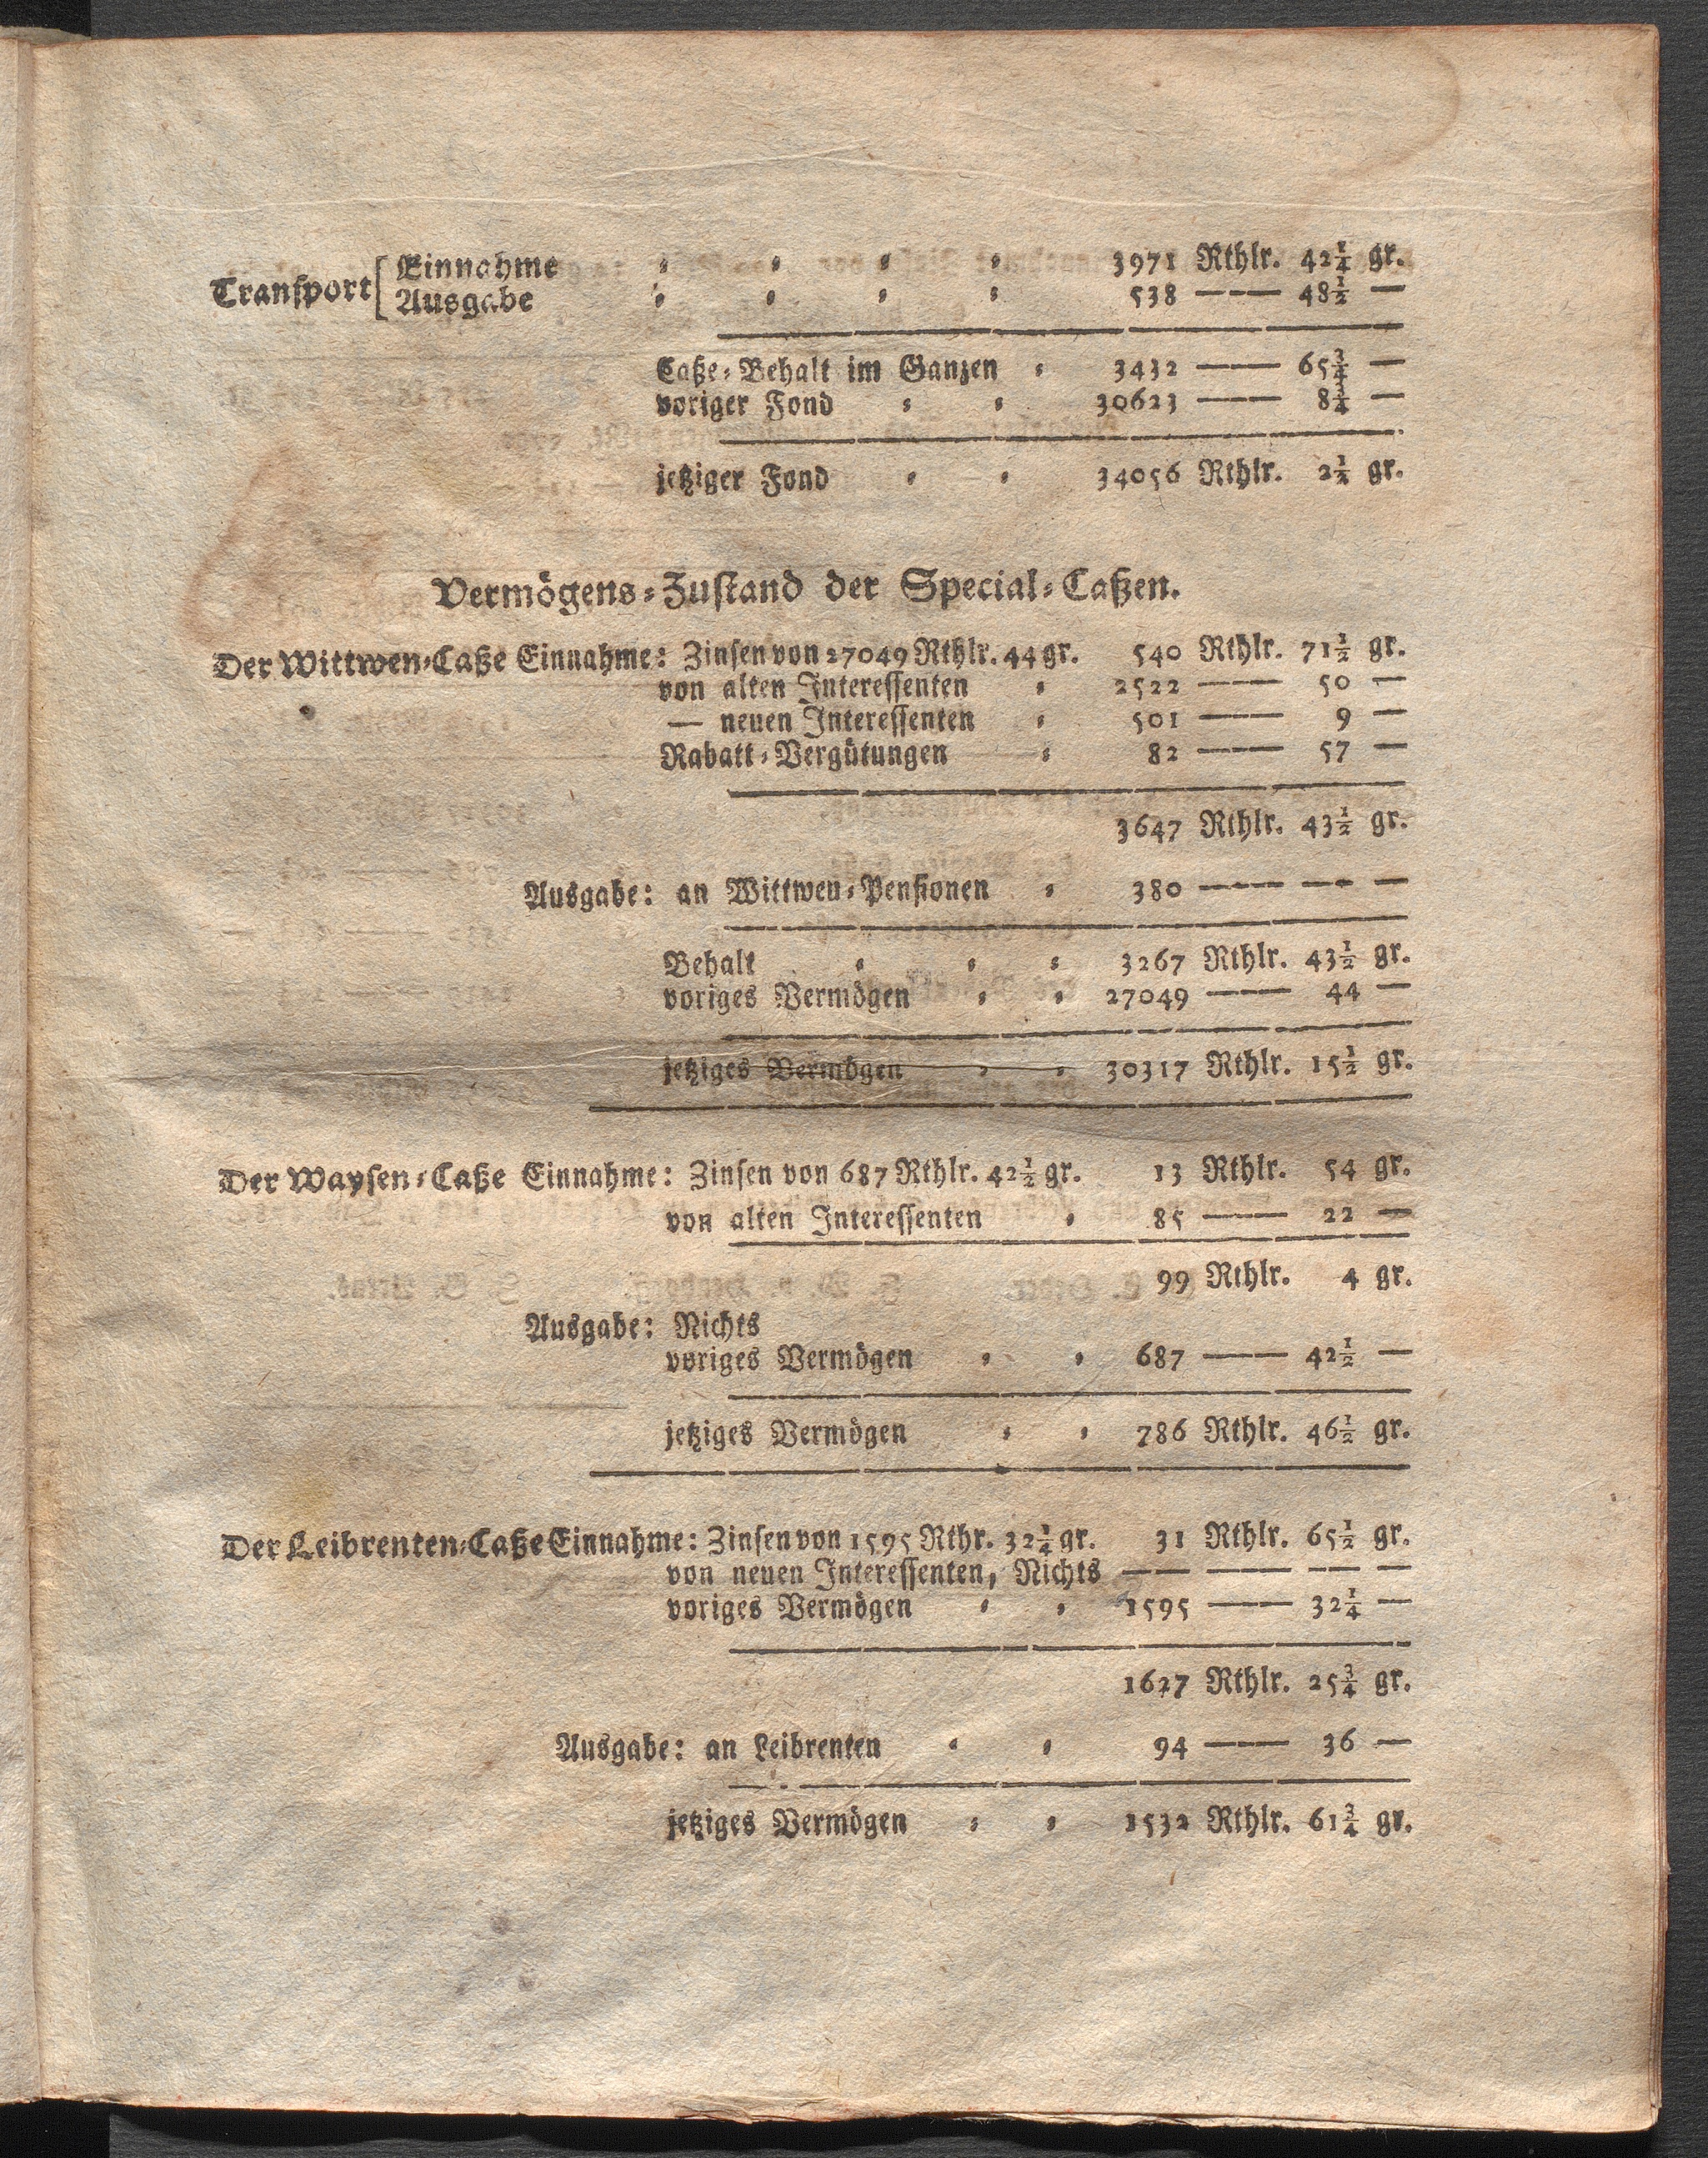 Transport [ Einnahme ⸗ ⸗ ⸗ ⸗ 3971 Rthlr. 42¼ gr.
Ausgabe ⸗ ⸗ ⸗ ⸗ 538 —— 48½ —
Caße⸗Behalt im Ganzen ⸗ 3432 —— 65¾ —
voriger Fond ⸗ ⸗ 30623 —— 8¾ —
jetziger Fond ⸗ ⸗ 34056 Rthlr. 2½ gr.
Vermögens⸗Zustand der Special⸗Caßen.
Der Wittwen⸗Caße Einnahme: Zinsen von 27049 Rthlr. 44 gr. 540 Rthlr. 71½ gr.
von alten Interessenten ⸗ 2522 —— 50 —
— neuen Interessenten ⸗ 501 —— 9 —
Rabatt⸗Vergütungen ⸗ 82 —— 57 —
3647 Rthlr. 43½ gr.
Ausgabe: an Wittwen⸗Pensionen ⸗ 380 —— —— —
Behalt ⸗ ⸗ ⸗ 3267 Rthlr. 43½ gr.
voriges Vermögen ⸗ ⸗ 27049 —— 44 —
jetziges Vermögen ⸗ ⸗ 30317 Rthlr. 15½ gr.
Der Waysen⸗Caße Einnahme: Zinsen von 687 Rthlr. 42½ gr. 13 Rthlr. 54 gr.
von alten Interessenten ⸗ 85 —— 22 —
99 Rthlr. 4 gr.
Ausgabe: Nichts
voriges Vermögen ⸗ ⸗ 687 —— 42½ —
jetziges Vermögen ⸗ ⸗ 786 Rthlr. 46½ gr.
Der Leibrenten⸗Caße Einnahme: Zinsen von 1595 Rthr. 32¼ gr. 31 Rthlr. 65½ gr.
von neuen Interessenten, Nichts —— —— —— —
voriges Vermögen ⸗ ⸗ 1595 —— 32¼ —
1627 Rthlr. 25¾ gr.
Ausgabe: an Leibrenten ⸗ ⸗ 94 —— 36 —
jetziges Vermögen ⸗ ⸗ 1532 Rthlr. 61¾ gr.